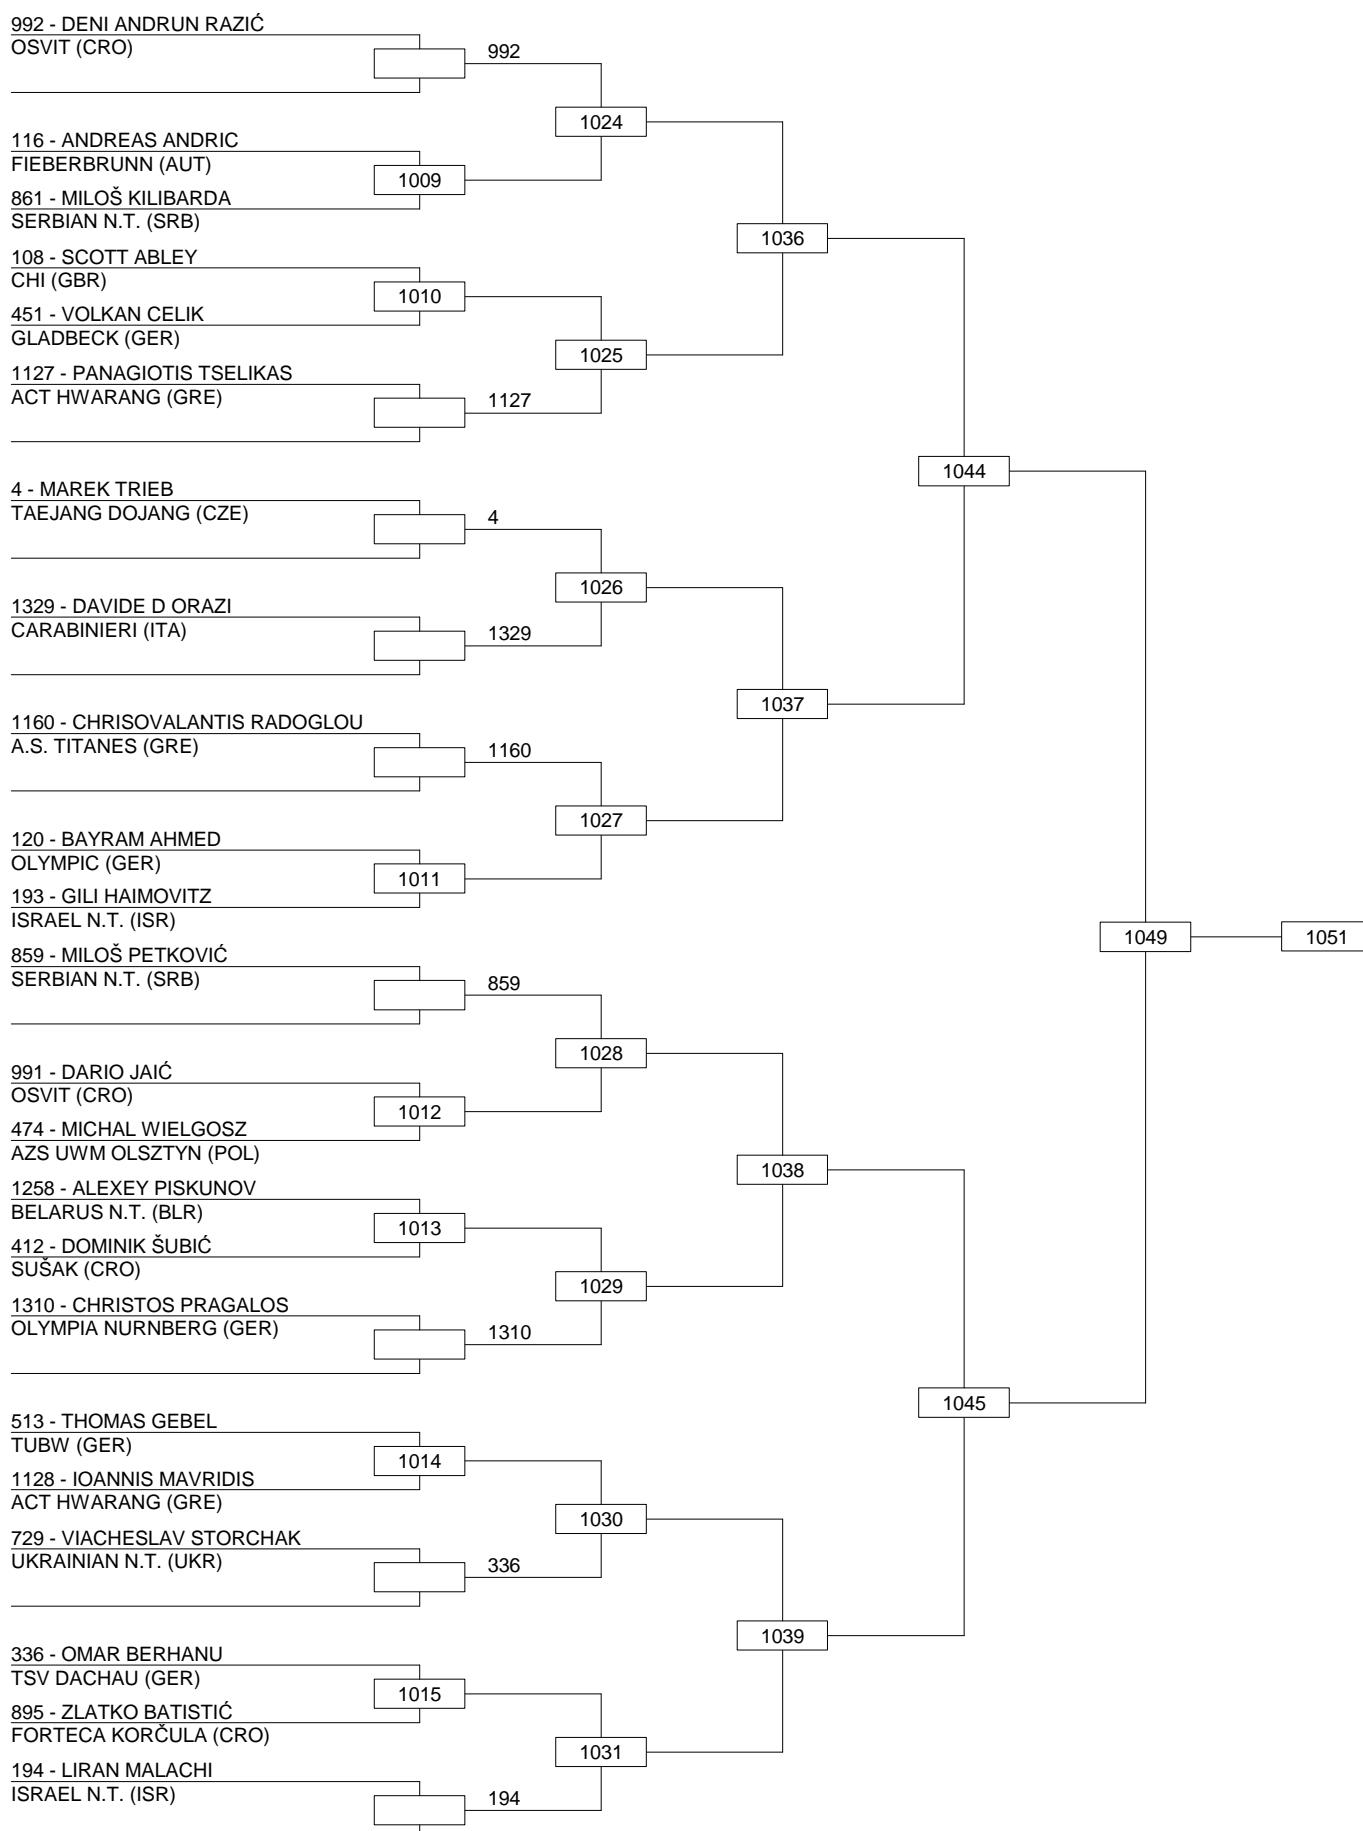 992 - DENI ANDRUN RAZIĆ
OSVIT (CRO)
992
1024
116 - ANDREAS ANDRIC
FIEBERBRUNN (AUT)
1009
861 - MILOŠ KILIBARDA
SERBIAN N.T. (SRB)
1036
108 - SCOTT ABLEY
CHI (GBR)
1010
451 - VOLKAN CELIK
GLADBECK (GER)
1025
1127 - PANAGIOTIS TSELIKAS
ACT HWARANG (GRE)
1127
1044
4 - MAREK TRIEB
TAEJANG DOJANG (CZE)
4
1026
1329 - DAVIDE D ORAZI
CARABINIERI (ITA)
1329
1037
1160 - CHRISOVALANTIS RADOGLOU
A.S. TITANES (GRE)
1160
1027
120 - BAYRAM AHMED
OLYMPIC (GER)
1011
193 - GILI HAIMOVITZ
ISRAEL N.T. (ISR)
1049
1051
859 - MILOŠ PETKOVIĆ
SERBIAN N.T. (SRB)
859
1028
991 - DARIO JAIĆ
OSVIT (CRO)
1012
474 - MICHAL WIELGOSZ
AZS UWM OLSZTYN (POL)
1038
1258 - ALEXEY PISKUNOV
BELARUS N.T. (BLR)
1013
412 - DOMINIK ŠUBIĆ
SUŠAK (CRO)
1029
1310 - CHRISTOS PRAGALOS
OLYMPIA NURNBERG (GER)
1310
1045
513 - THOMAS GEBEL
TUBW (GER)
1014
1128 - IOANNIS MAVRIDIS
ACT HWARANG (GRE)
1030
729 - VIACHESLAV STORCHAK
UKRAINIAN N.T. (UKR)
336
1039
336 - OMAR BERHANU
TSV DACHAU (GER)
1015
895 - ZLATKO BATISTIĆ
FORTECA KORČULA (CRO)
1031
194 - LIRAN MALACHI
ISRAEL N.T. (ISR)
194